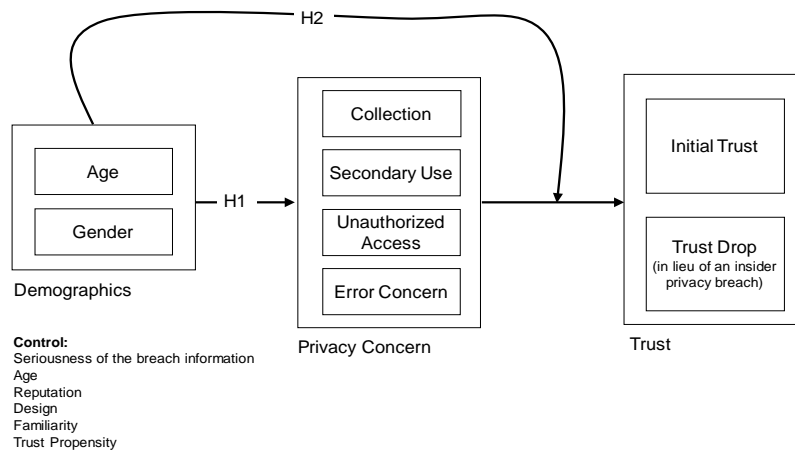 H2
Collection
Secondary Use
Unauthorized
Access
Error Concern
Privacy Concern
Age
Gender
Demographics
H1
Initial Trust
Trust Drop
(in lieu of an insider
privacy breach)
Trust
Control:
Seriousness of the breach information
Age
Reputation
Design
Familiarity
Trust Propensity